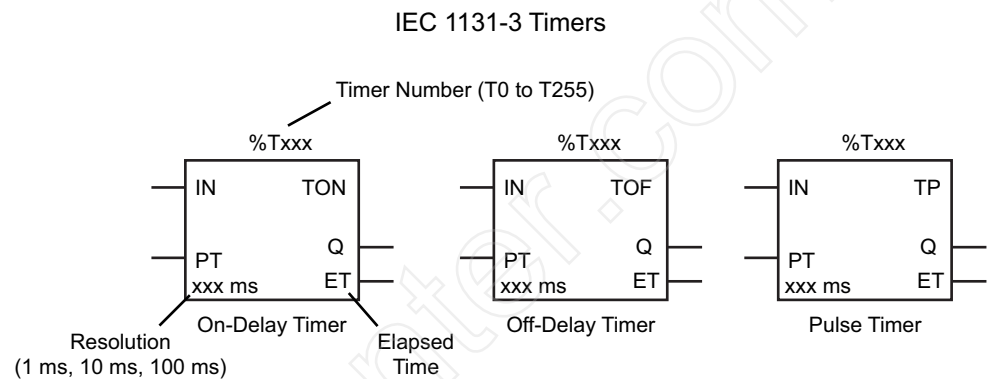 IEC 1131-3 Timers
Timer Number (T0 to T255)
%Txxx
IN TON
Q
PT
xxx ms ET
On-Delay Timer
Resolution
(1 ms, 10 ms, 100 ms)
Elapsed
Time
%Txxx
IN TOF
Q
PT
xxx ms ET
Off-Delay Timer
%Txxx
IN TP
Q
PT
xxx ms ET
Pulse Timer